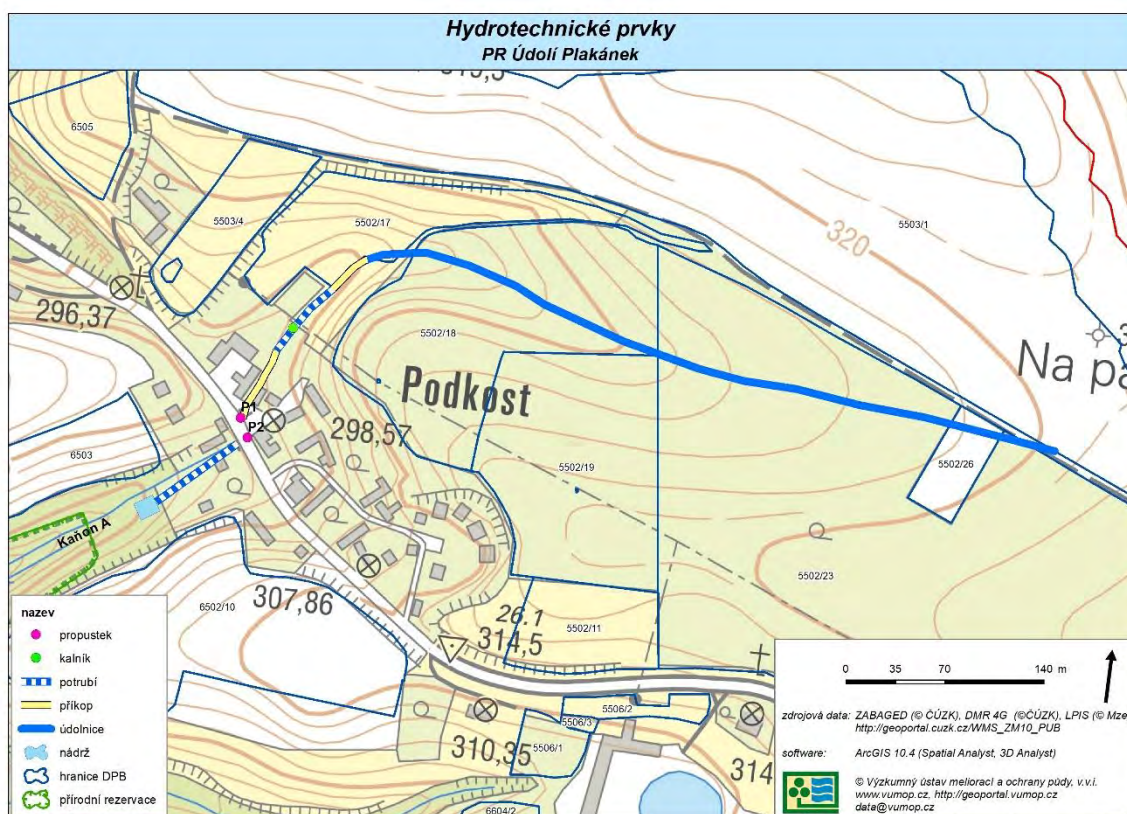 Hydrotechnické prvky
PR Údolí Plakánek
6505
5503/4
5502/17
5503/1
320
296,37
5502/18
Podkost
Na pa
P1
P2
298,57
6503
5502/19
5502/26
Kaňon A
5502/23
6502/10
307,86
26.1
314,5
5502/11
5506/2
5506/3
310,35
5506/1
314
6604/2
nazev
propustek
kalník
potrubí
příkop
údolnice
nádrž
hranice DPB
přírodní rezervace
0 35 70 140 m
zdrojová data: ZABAGED (© ČÚZK), DMR 4G (©ČÚZK), LPIS (© Mze
http://geoportal.cuzk.cz/WMS_ZM10_PUB
software: ArcGIS 10.4 (Spatial Analyst, 3D Analyst)
© Výzkumný ústav meliorací a ochrany půdy, v.v.i.
www.vumop.cz, http://geoportal.vumop.cz
data@vumop.cz